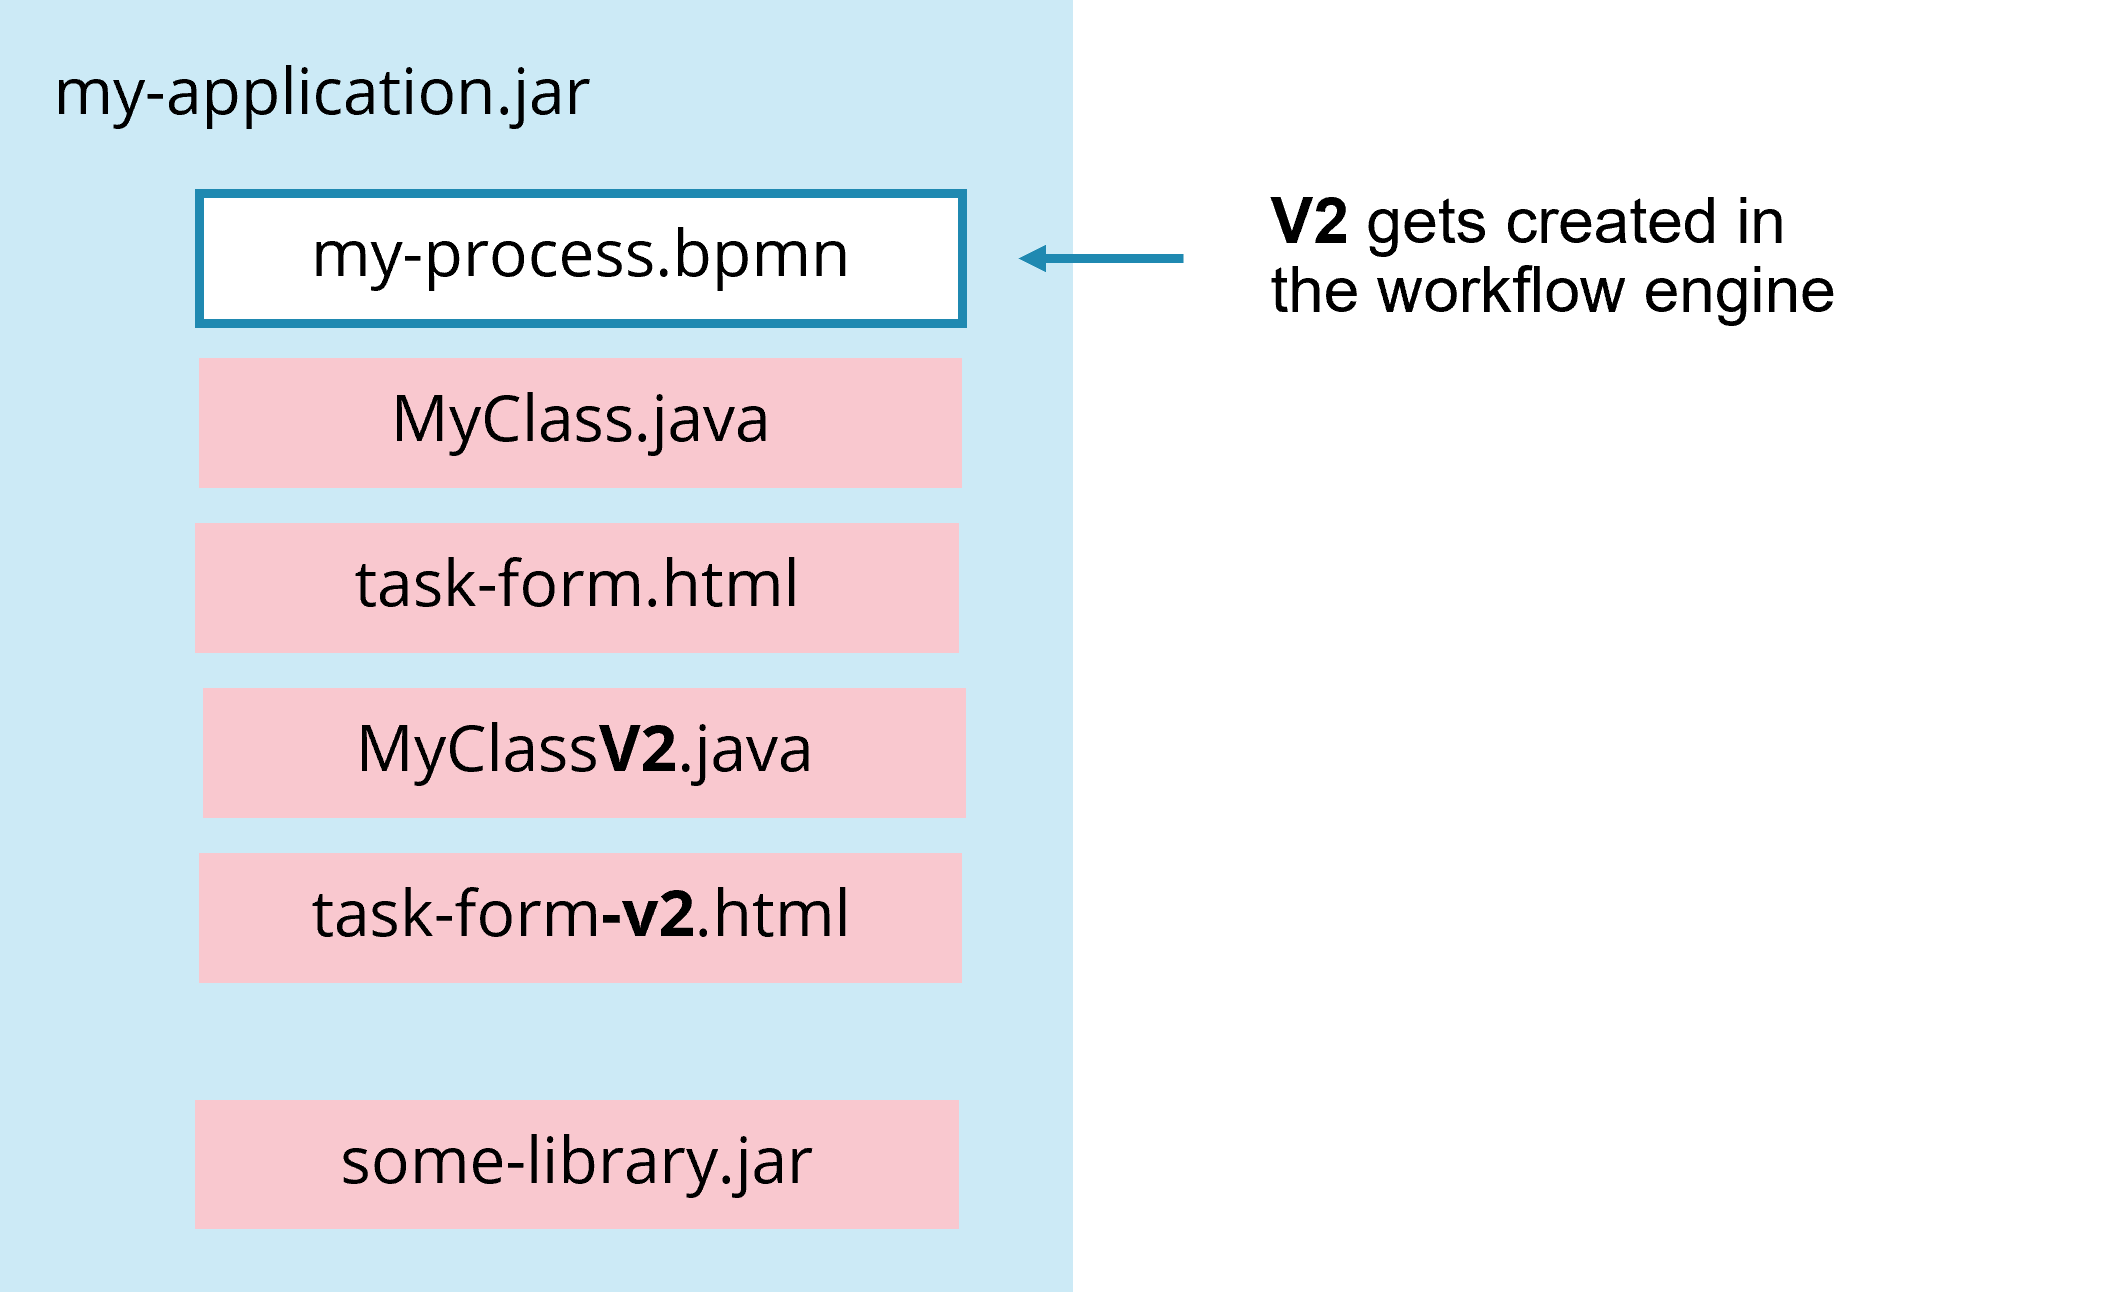 my-application.jar
my-process.bpmn
V2 gets created in
the workflow engine
MyClass.java
task-form.html
MyClassV2.java
task-form-v2.html
some-library.jar